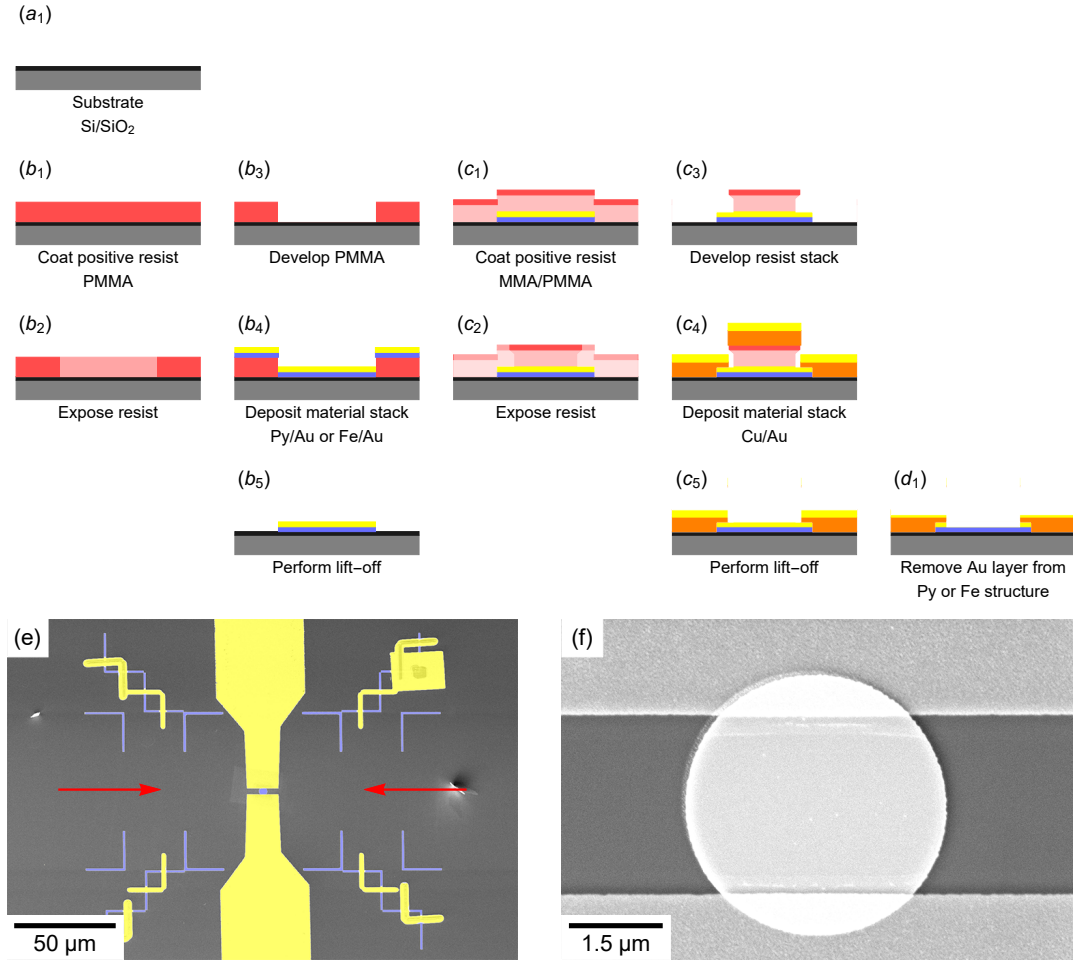 (a₁)
Substrate
Si/SiO₂
(b₁)
(b₃)
(c₁)
(c₃)
Coat positive resist
PMMA
Develop PMMA
Coat positive resist
MMA/PMMA
Develop resist stack
(b₂)
(b₄)
(c₂)
(c₄)
Expose resist
Deposit material stack
Py/Au or Fe/Au
Expose resist
Deposit material stack
Cu/Au
(b₅)
(c₅)
(d₁)
Perform lift−off
Perform lift−off
Remove Au layer from
Py or Fe structure
(e)
(f)
50 µm
1.5 µm